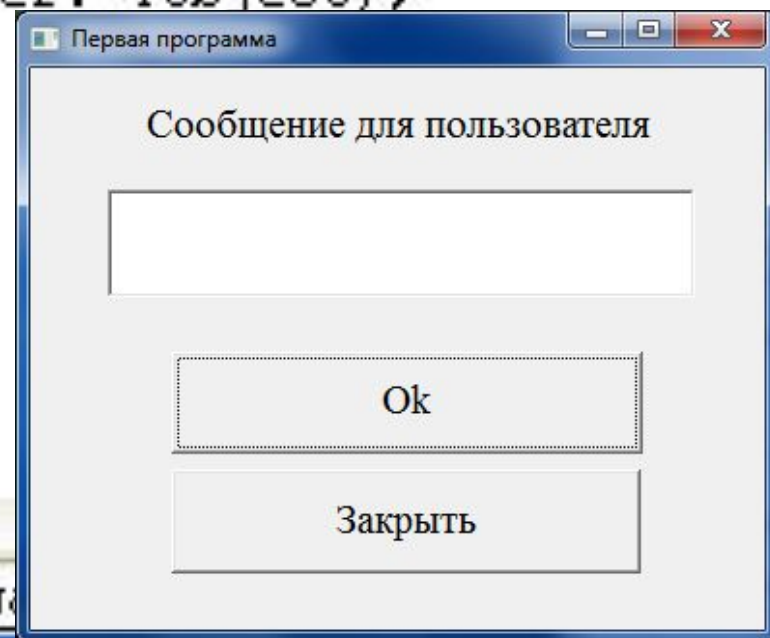 Первая программа
Сообщение для пользователя
Ok
Закрыть